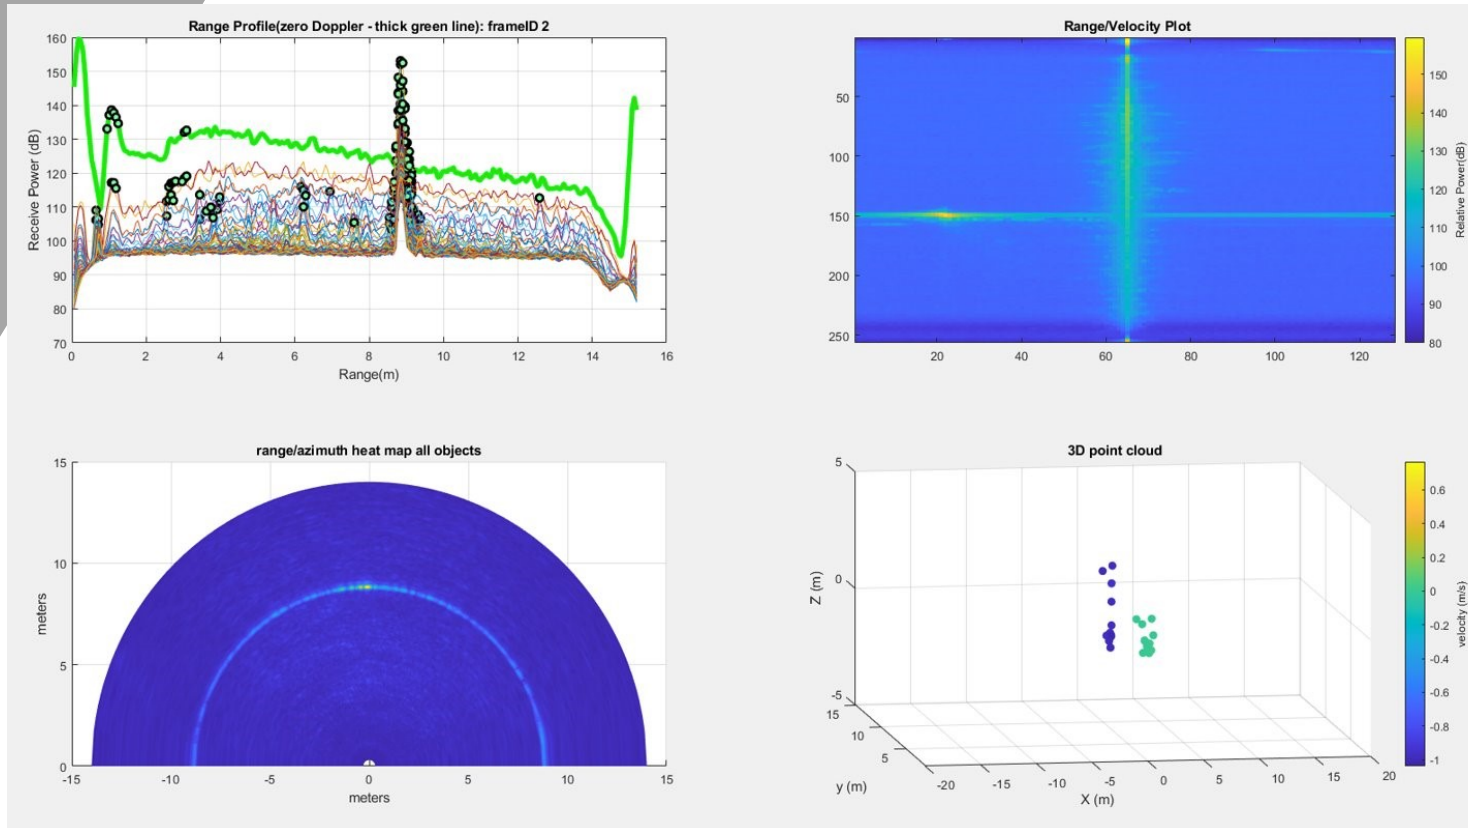 Range Profile(zero Doppler - thick green line): frameID 2
160
150
140
130
120
110
100
90
80
70
Receive Power (dB)
0 2 4 6 8 10 12 14 16
Range(m)
Range/Velocity Plot
50
100
150
200
250
20 40 60 80 100 120
150
140
130
120
110
100
90
80
Relative Power(dB)
range/azimuth heat map all objects
15
10
5
0
meters
-15 -10 -5 0 5 10 15
meters
3D point cloud
5
0
-5
Z (m)
15
10
5
y (m)
-20 -15 -10 -5 0 5 10 15 20
X (m)
0.6
0.4
0.2
0
-0.2
-0.4
-0.6
-0.8
-1
velocity (m/s)